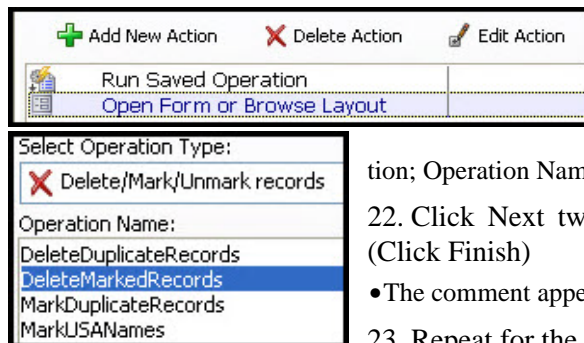 Add New Action Delete Action Edit Action
Run Saved Operation
Open Form or Browse Layout
Select Operation Type:
Delete/Mark/Unmark records
Operation Name:
DeleteDuplicateRecords
DeleteMarkedRecords
MarkDuplicateRecords
MarkUSANames
tion; Operation Nam
22. Click Next tw
(Click Finish)
•The comment appe
23. Repeat for the